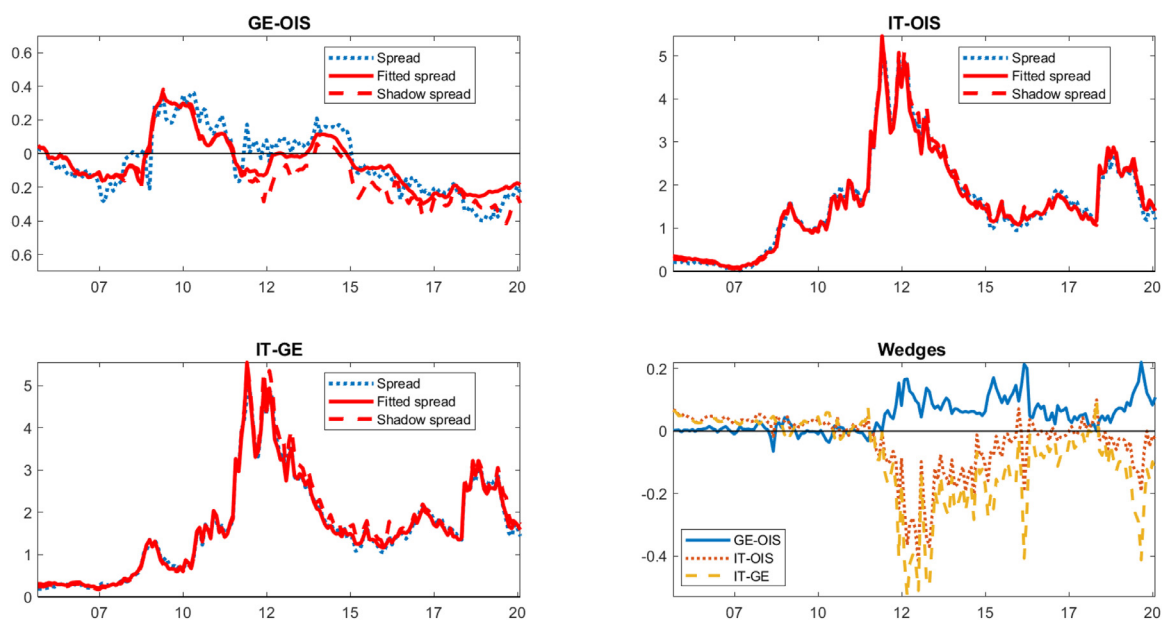 GE-OIS
0.6
0.4
0.2
0
0.2
0.4
0.6
Spread
Fitted spread
Shadow spread
07 10 12 15 17 20
IT-OIS
5
4
3
2
1
0
Spread
Fitted spread
Shadow spread
07 10 12 15 17 20
IT-GE
5
4
3
2
1
0
Spread
Fitted spread
Shadow spread
07 10 12 15 17 20
Wedges
0.2
0
-0.2
-0.4
GE-OIS
IT-OIS
IT-GE
07 10 12 15 17 20